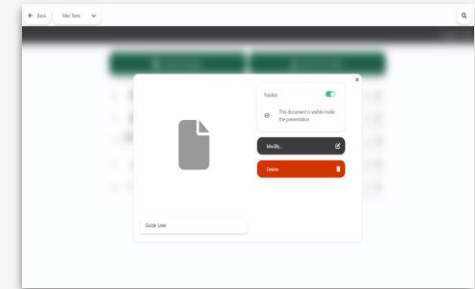 Back
Publish
This document is visible inside
the presentation
Modify...
Delete
Guide User